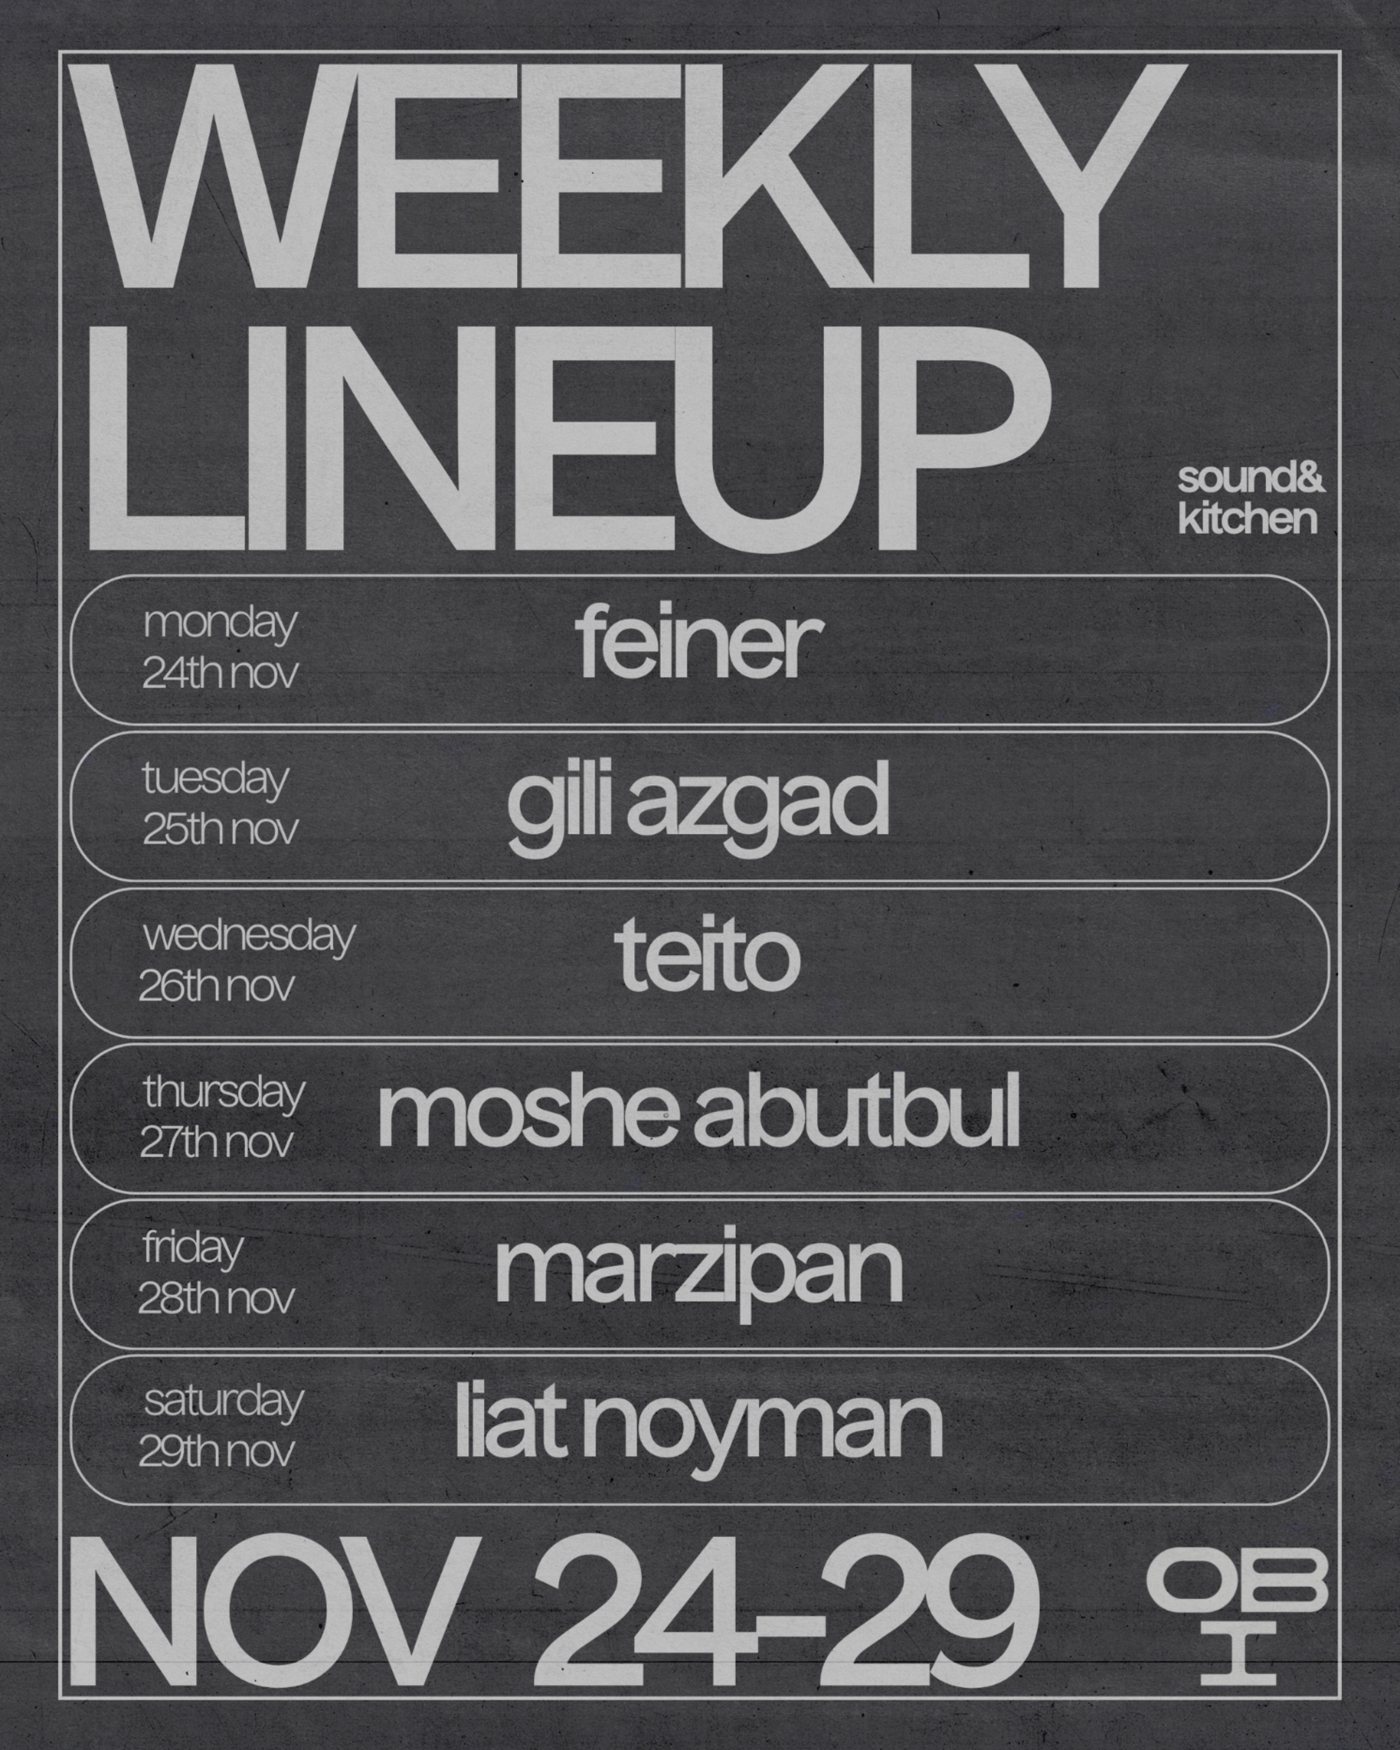 WEEKLY
LINEUP
sound&
kitchen
monday
24th nov
feiner
tuesday
25th nov
gili azgad
wednesday
26th nov
teito
thursday
27th nov
moshe abutbul
friday
28th nov
marzipan
saturday
29th nov
liat noyman
NOV 24-29
OB
I